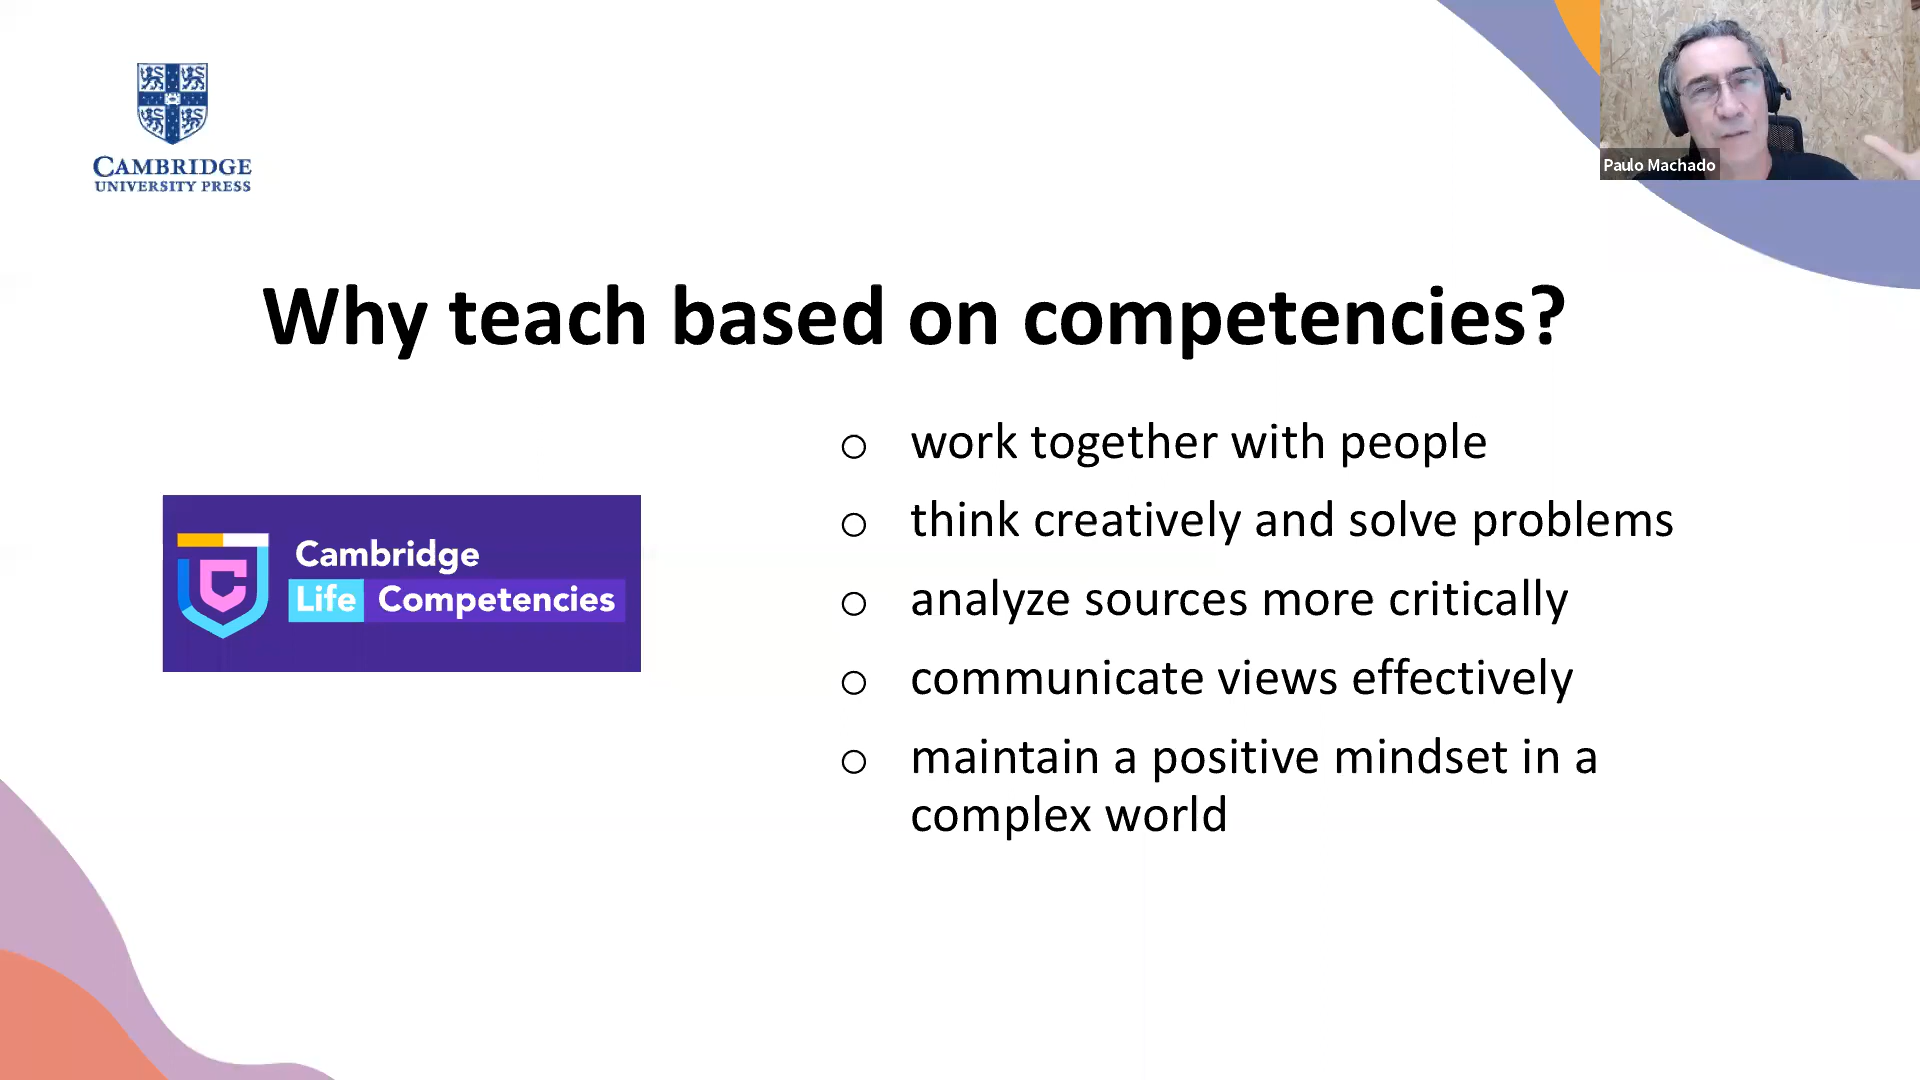 CAMBRIDGE
UNIVERSITY PRESS
Paulo Machado
Why teach based on competencies?
Cambridge
Life Competencies
o work together with people
o think creatively and solve problems
o analyze sources more critically
o communicate views effectively
o maintain a positive mindset in a
complex world